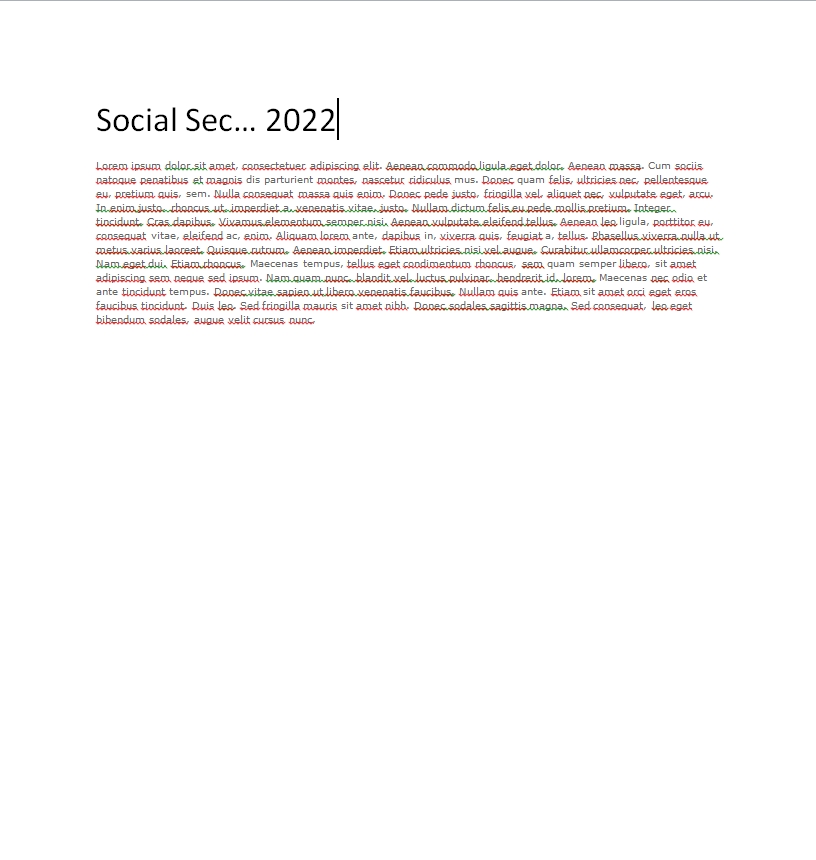 Social Sec... 2022
Lorem ipsum dolor sit amet, consectetuer adipiscing elit. Aenean commodo ligula eget dolor. Aenean massa. Cum sociis
natoque penatibus et magnis dis parturient montes, nascetur ridiculus mus. Donec quam felis, ultricies nec, pellentesque
eu, pretium quis, sem. Nulla consequat massa quis enim. Donec pede justo, fringilla vel, aliquet nec, vulputate eget, arcu.
In enim justo, rhoncus ut, imperdiet a, venenatis vitae, justo. Nullam dictum felis eu pede mollis pretium. Integer
tincidunt. Cras dapibus. Vivamus elementum semper nisi. Aenean vulputate eleifend tellus. Aenean leo ligula, porttitor eu,
consequat vitae, eleifend ac, enim. Aliquam lorem ante, dapibus in, viverra quis, feugiat a, tellus. Phasellus viverra nulla ut
metus varius laoreet. Quisque rutrum. Aenean imperdiet. Etiam ultricies nisi vel augue. Curabitur ullamcorper ultricies nisi.
Nam eget dui. Etiam rhoncus. Maecenas tempus, tellus eget condimentum rhoncus, sem quam semper libero, sit amet
adipiscing sem neque sed ipsum. Nam quam nunc, blandit vel, luctus pulvinar, hendrerit id, lorem. Maecenas nec odio et
ante tincidunt tempus. Donec vitae sapien ut libero venenatis faucibus. Nullam quis ante. Etiam sit amet orci eget eros
faucibus tincidunt. Duis leo. Sed fringilla mauris sit amet nibh. Donec sodales sagittis magna. Sed consequat, leo eget
bibendum sodales, augue velit cursus nunc,